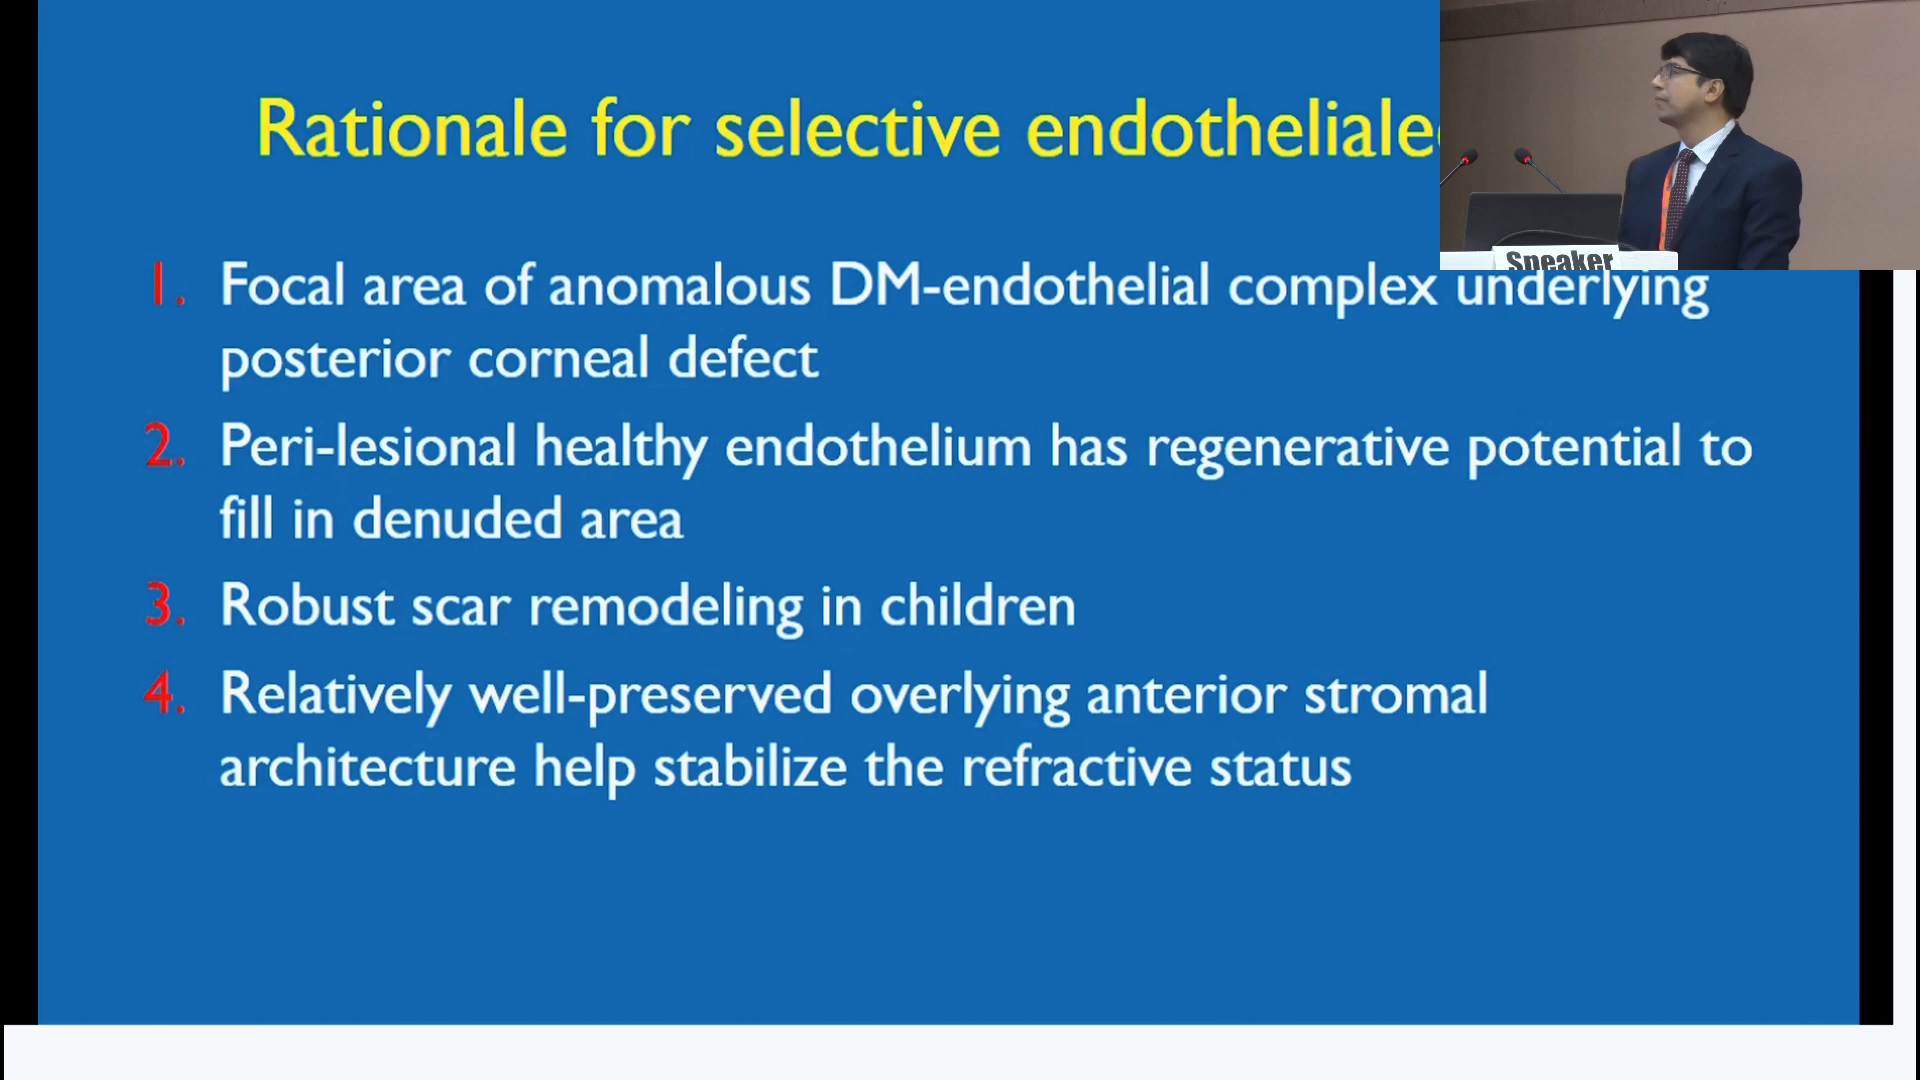 Rationale for selective
1. Focal area of anomalous DM-endothelial complex underlying
posterior corneal defect
2. Peri-lesional healthy endothelium has regenerative potential to
fill in denuded area
3. Robust scar remodeling in children
4. Relatively well-preserved overlying anterior stromal
architecture help stabilize the refractive status
Speaker